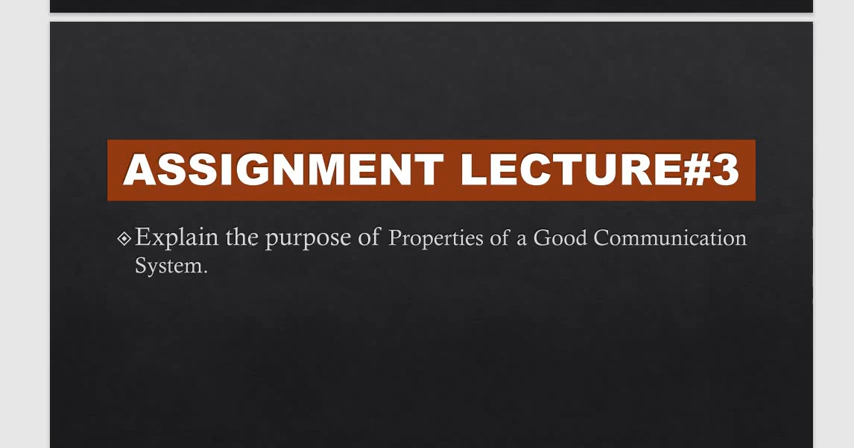 ASSIGNMENT LECTURE#3
Explain the purpose of Properties of a Good Communication
System.